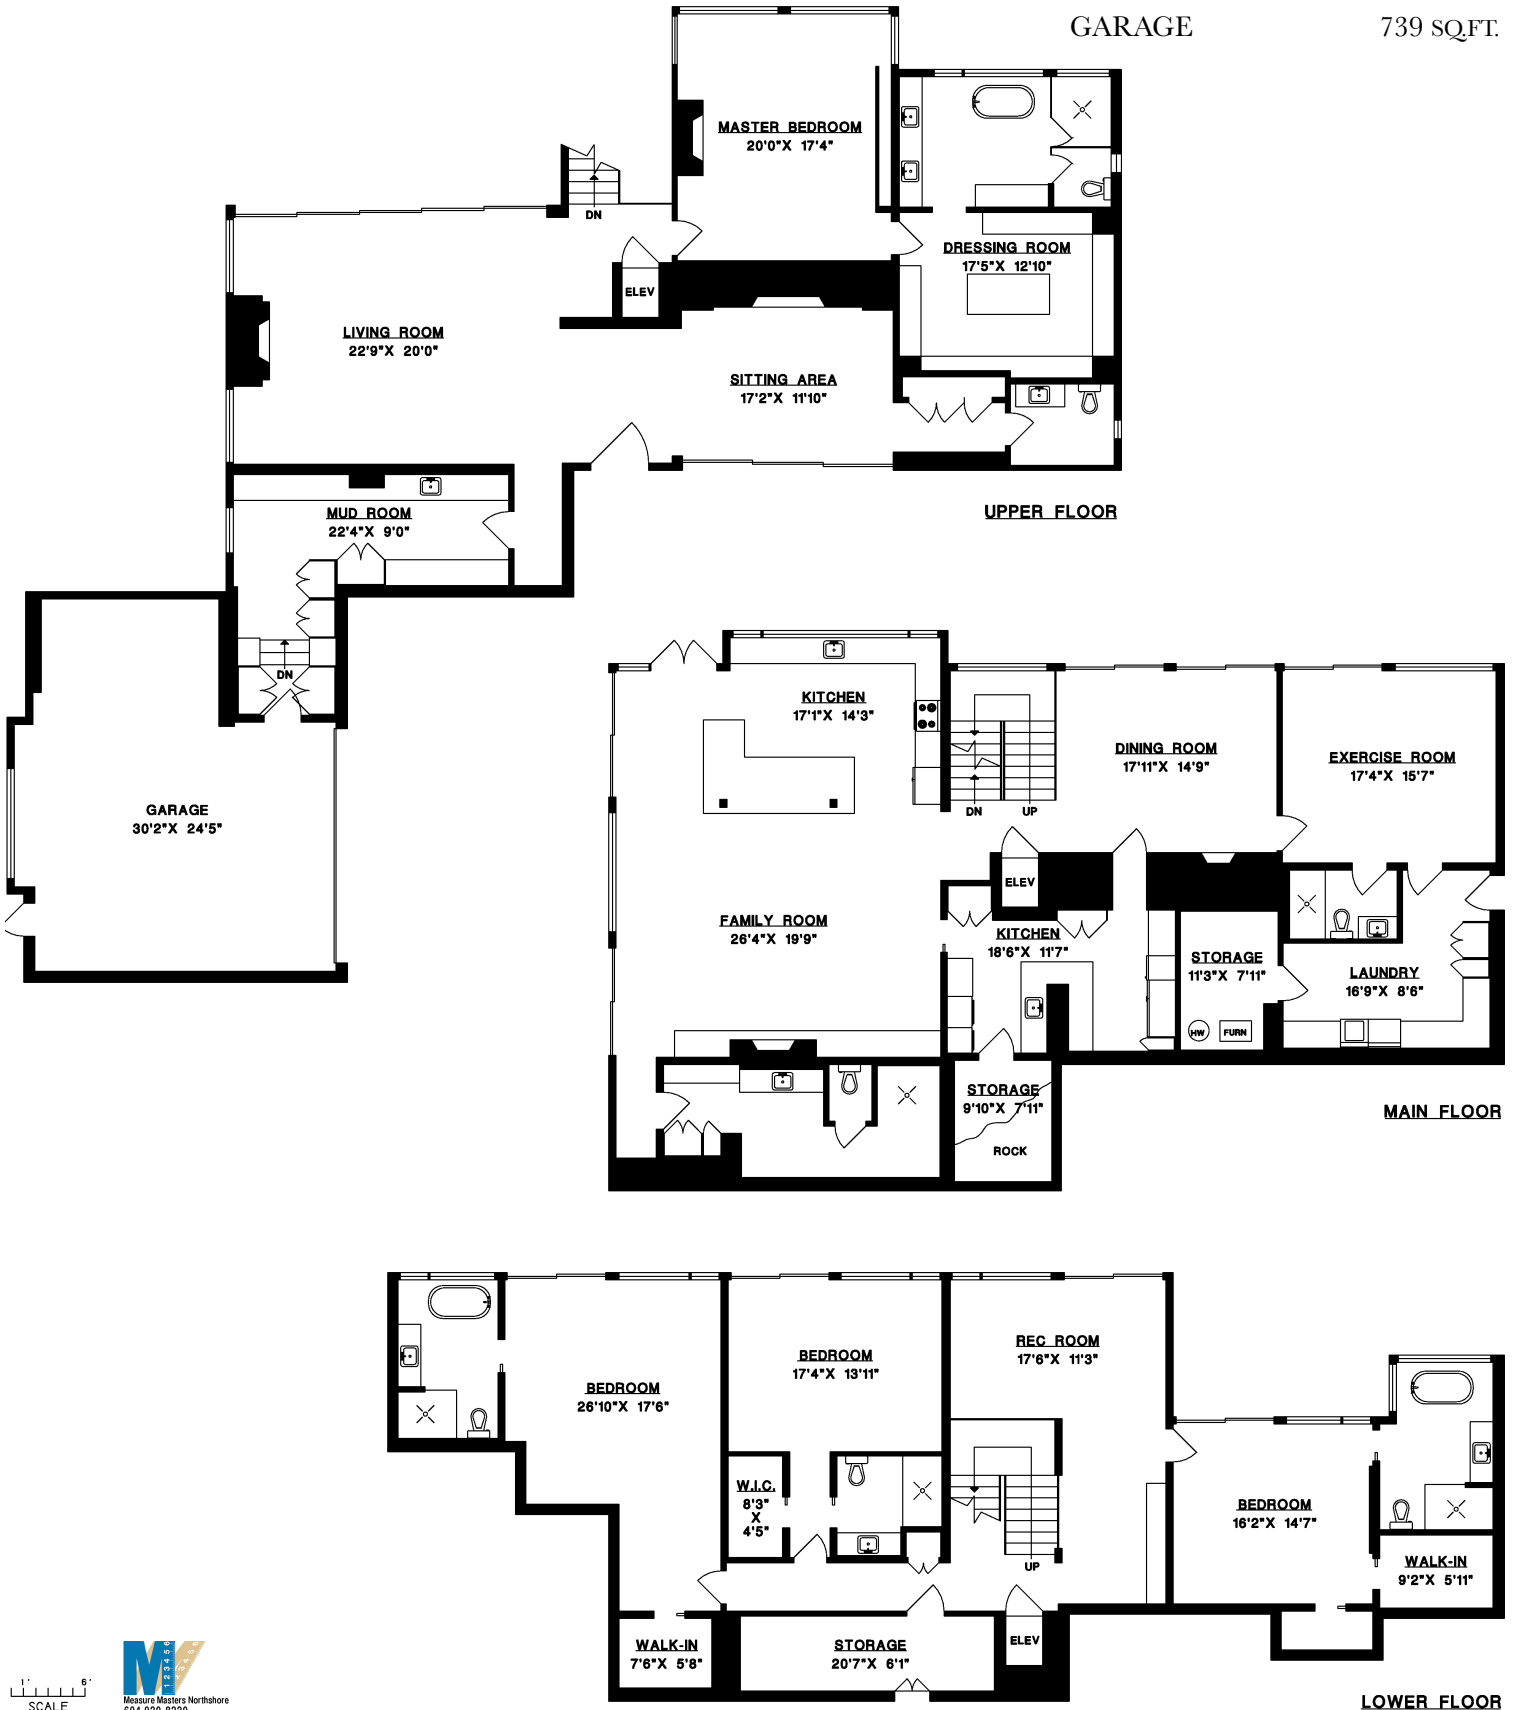 GARAGE 739 SQ.FT.
MASTER BEDROOM
20'0"X 17'4"
DN
DRESSING ROOM
17'5"X 12'10"
ELEV
LIVING ROOM
22'9"X 20'0"
SITTING AREA
17'2"X 11'10"
UPPER FLOOR
MUD ROOM
22'4"X 9'0"
DN
GARAGE
30'2"X 24'5"
KITCHEN
17'1"X 14'3"
DINING ROOM
17'11"X 14'9"
EXERCISE ROOM
17'4"X 15'7"
DN UP
ELEV
FAMILY ROOM
26'4"X 19'9"
KITCHEN
18'6"X 11'7"
STORAGE
11'3"X 7'11"
LAUNDRY
16'9"X 8'6"
HW FURN
STORAGE
9'10"X 7'11"
ROCK
MAIN FLOOR
REC ROOM
17'6"X 11'3"
BEDROOM
17'4"X 13'11"
BEDROOM
26'10"X 17'6"
W.I.C.
8'3"
X
4'5"
BEDROOM
16'2"X 14'7"
UP
WALK-IN
9'2"X 5'11"
WALK-IN
7'6"X 5'8"
STORAGE
20'7"X 6'1"
ELEV
LOWER FLOOR
1' 6'
SCALE
M
123456
Measure Masters Northshore